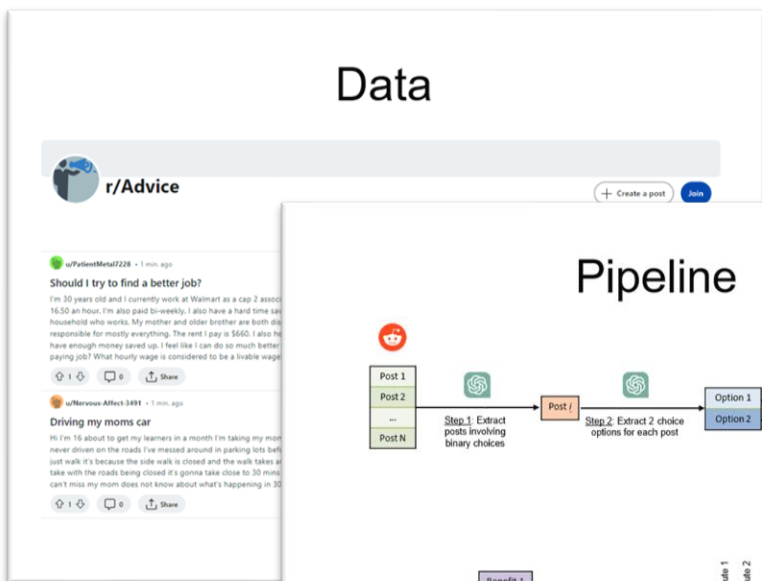 Data
r/Advice
+ Create a post
Join
u/PatientMetal7228 • 1 min. ago
Should I try to find a better job?
I'm 30 years old and I currently work at Walmart as a cap 2 associ
16.50 an hour, I'm also paid bi-weekly. I also have a hard time sav
household who works. My mother and older brother are both dis
responsible for mostly everything. The rent I pay is $660. I also ho
have enough money saved up. I feel like I can do so much better
paying job? What hourly wage is considered to be a livable wage
1
0
Share
u/Nervous-Affect-3491 • 1 min. ago
Driving my moms car
Hi I'm 16 about to get my learners in a month I'm taking my mom
never driven on the roads I've messed around in parking lots bef
just walk it's because the side walk is closed and the walk takes a
take with the roads being closed it's gonna take close to 30 mins
can't miss my mom does not know about what's happening in 30
1
0
Share
Pipeline
Post 1
Post 2
...
Post N
Step 1: Extract
posts involving
binary choices
Post i
Step 2: Extract 2 choice
options for each post
Option 1
Option 2
Benefit 1
ute 1
ute 2